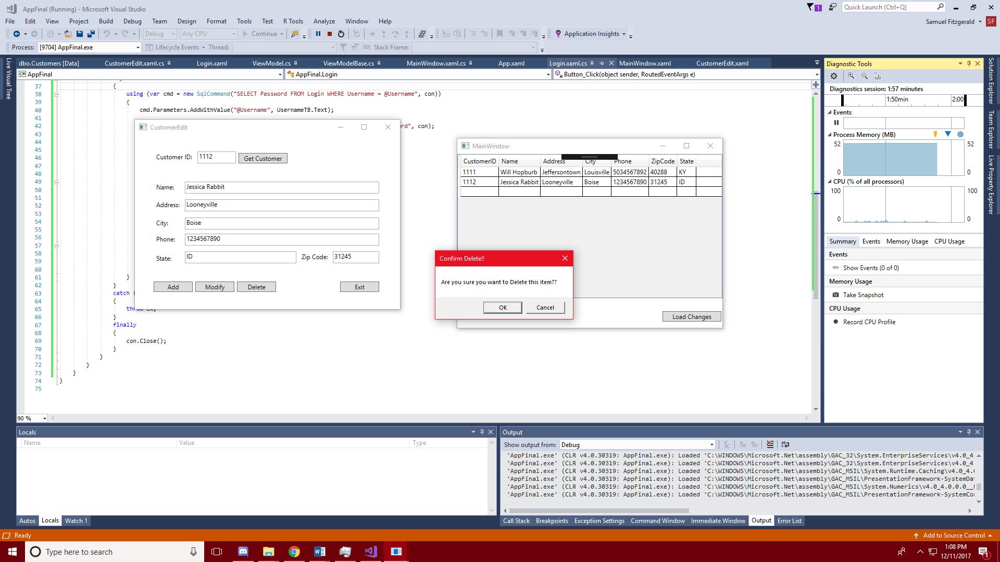 AppFinal (Running) - Microsoft Visual Studio
1
Quick Launch (Ctrl+Q)
File Edit View Project Build Debug Team Design Format Tools Test R Tools Analyze Window Help
Samuel Fitzgerald SF
Debug Any CPU Continue Application Insights
Process: [9704] AppFinal.exe Lifecycle Events Thread: Stack Frame:
Live Visual Tree
dbo.Customers [Data] CustomerEdit.xaml.cs Login.xaml ViewModel.cs ViewModelBase.cs MainWindow.xaml.cs App.xaml Login.xaml.cs MainWindow.xaml CustomerEdit.xaml
AppFinal AppFinal.Login Button_Click(object sender, RoutedEventArgs e)
37 {
38 using (var cmd = new SqlCommand("SELECT Password FROM Login WHERE Username = @Username", con))
39 {
40 cmd.Parameters.AddWithValue("@Username", UsernameTB.Text);
41
42 rd", con);
43
44
45
46
47
48
49
50
51
52
53
54
55
56
57
58
59
60
61 }
62 }
63 catch (
64 {
65 throw ex;
66 }
67 finally
68 {
69 con.Close();
70 }
71 }
72 }
73 }
74 }
75
90 %
CustomerEdit
Customer ID: 1112 Get Customer
Name: Jessica Rabbit
Address: Looneyville
City: Boise
Phone: 1234567890
State: ID Zip Code: 31245
Add Modify Delete Exit
MainWindow
CustomerID Name Address City Phone ZipCode State
1111 Will Hopburb Jeffersontown Louisville 5034567892 40288 KY
1112 Jessica Rabbit Looneyville Boise 1234567890 31245 ID
Load Changes
Confirm Delete!!
Are you sure you want to Delete this item??
OK Cancel
Diagnostic Tools
Diagnostics session: 1:57 minutes
1:50min 2:00
Events
Process Memory (MB)
52 52
0 0
CPU (% of all processors)
100 100
0 0
Summary Events Memory Usage CPU Usage
Events
Show Events (0 of 0)
Memory Usage
Take Snapshot
CPU Usage
Record CPU Profile
Solution Explorer
Team Explorer
Live Property Explorer
Locals
Name Value Type
Autos Locals Watch 1
Output
Show output from: Debug
'AppFinal.exe' (CLR v4.0.30319: AppFinal.exe): Loaded 'C:\WINDOWS\Microsoft.Net\assembly\GAC_32\System.EnterpriseServices\v4.0_4
'AppFinal.exe' (CLR v4.0.30319: AppFinal.exe): Loaded 'C:\WINDOWS\Microsoft.Net\assembly\GAC_32\System.EnterpriseServices\v4.0_4
'AppFinal.exe' (CLR v4.0.30319: AppFinal.exe): Loaded 'C:\WINDOWS\Microsoft.Net\assembly\GAC_MSIL\System.Runtime.Caching\v4.0_4.0
'AppFinal.exe' (CLR v4.0.30319: AppFinal.exe): Loaded 'C:\WINDOWS\Microsoft.Net\assembly\GAC_MSIL\PresentationFramework-SystemDa
'AppFinal.exe' (CLR v4.0.30319: AppFinal.exe): Loaded 'C:\WINDOWS\Microsoft.Net\assembly\GAC_MSIL\System.Numerics\v4.0_4.0.0.0__
'AppFinal.exe' (CLR v4.0.30319: AppFinal.exe): Loaded 'C:\WINDOWS\Microsoft.Net\assembly\GAC_MSIL\PresentationFramework-SystemCo
Call Stack Breakpoints Exception Settings Command Window Immediate Window Output Error List
Ready Add to Source Control
Type here to search
1:08 PM
12/11/2017
1